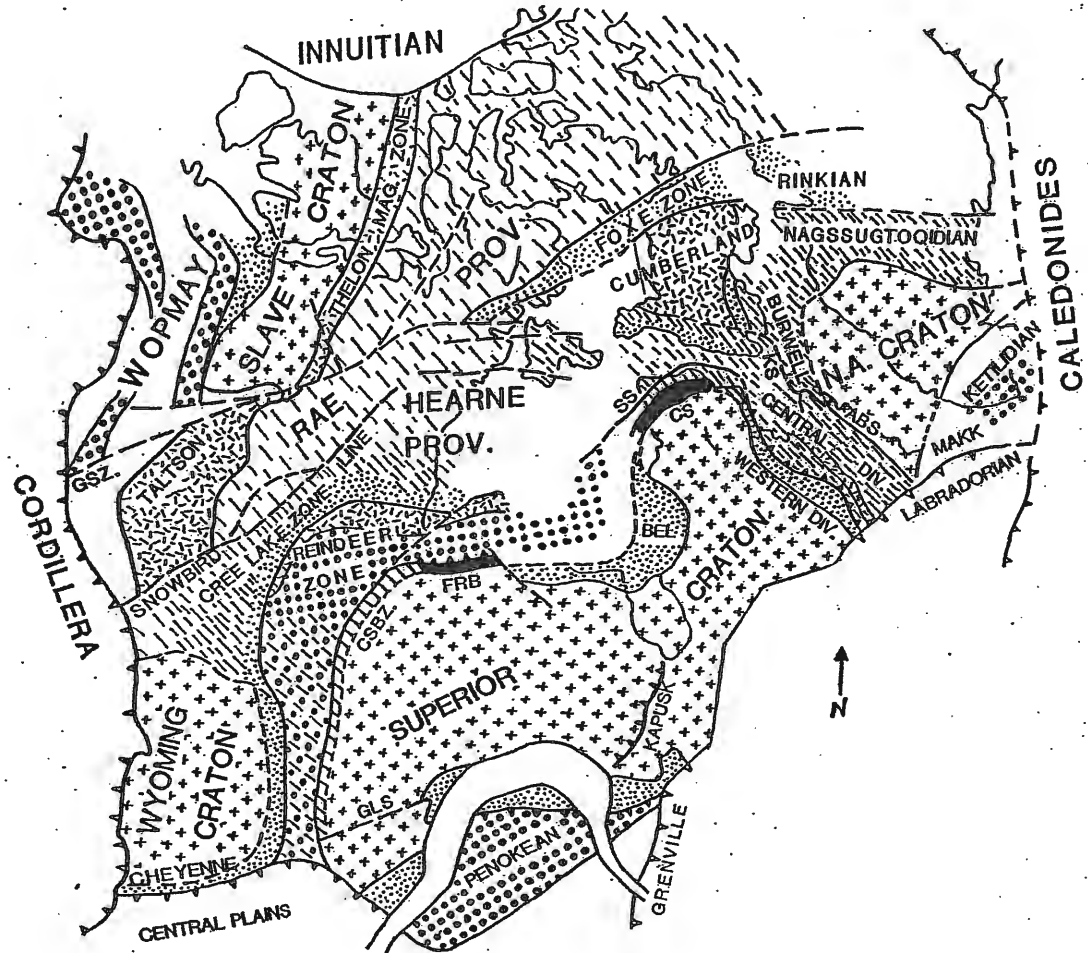 INNUITIAN
CRATON
SLAVE
THELON MAG. ZONE
PROV.
RAE
FOXE ZONE
RINKIAN
NAGSSUGTOQIDIAN
CUMBERLAND
BURWELL
TS
N.A. CRATON
KETILIDIAN
CALEDONIDES
WOPMAY
HEARNE
PROV.
SS
CS
ABS
CENTRAL DIV
WESTERN DIV.
MAKK
LABRADORIAN
GSZ.
TALTSON
CORDILLERA
SNOWBIRD LINE
CREE LAKE ZONE
REINDEER
ZONE
CSBZ
FRB
BEL
CRATON
SUPERIOR
KAPUSK
N
WYOMING
CRATON
GLS
PENOKEAN
GRENVILLE
CHEYENNE
CENTRAL PLAINS